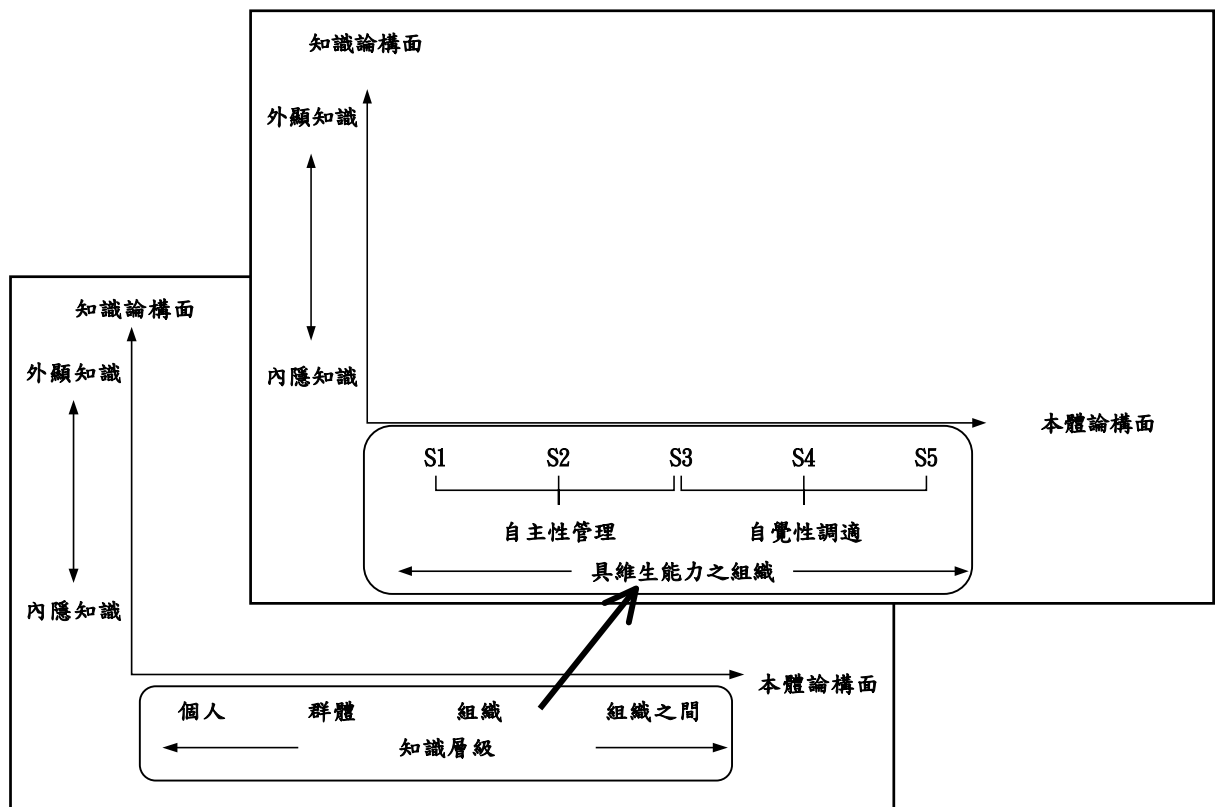 知識論構面
外顯知識
內隱知識
本體論構面
S1 S2 S3 S4 S5
自主性管理 自覺性調適
具維生能力之組織
知識論構面
外顯知識
內隱知識
本體論構面
個人 群體 組織 組織之間
知識層級